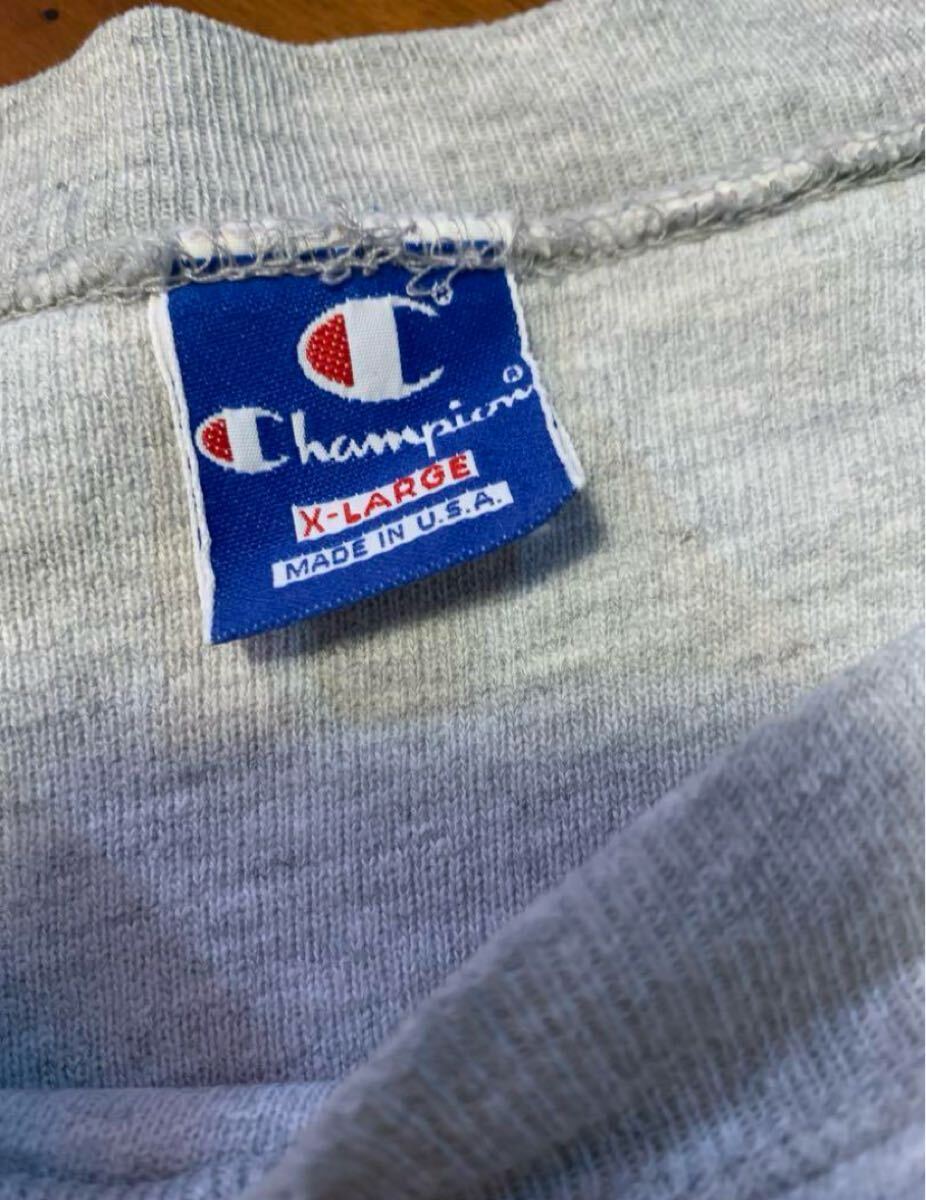 C®
Champion®
X-LARGE
MADE IN U.S.A.